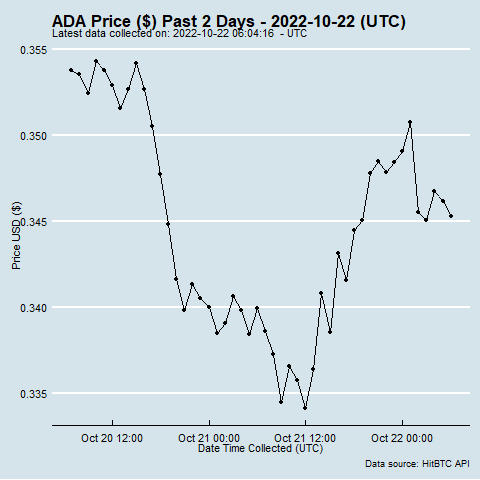 ADA Price ($) Past 2 Days - 2022-10-22 (UTC)
Latest data collected on: 2022-10-22 06:04:16  - UTC
0.355
0.350
0.345
0.340
0.335
Price USD ($)
Oct 20 12:00 Oct 21 00:00 Oct 21 12:00 Oct 22 00:00
Date Time Collected (UTC)
Data source: HitBTC API